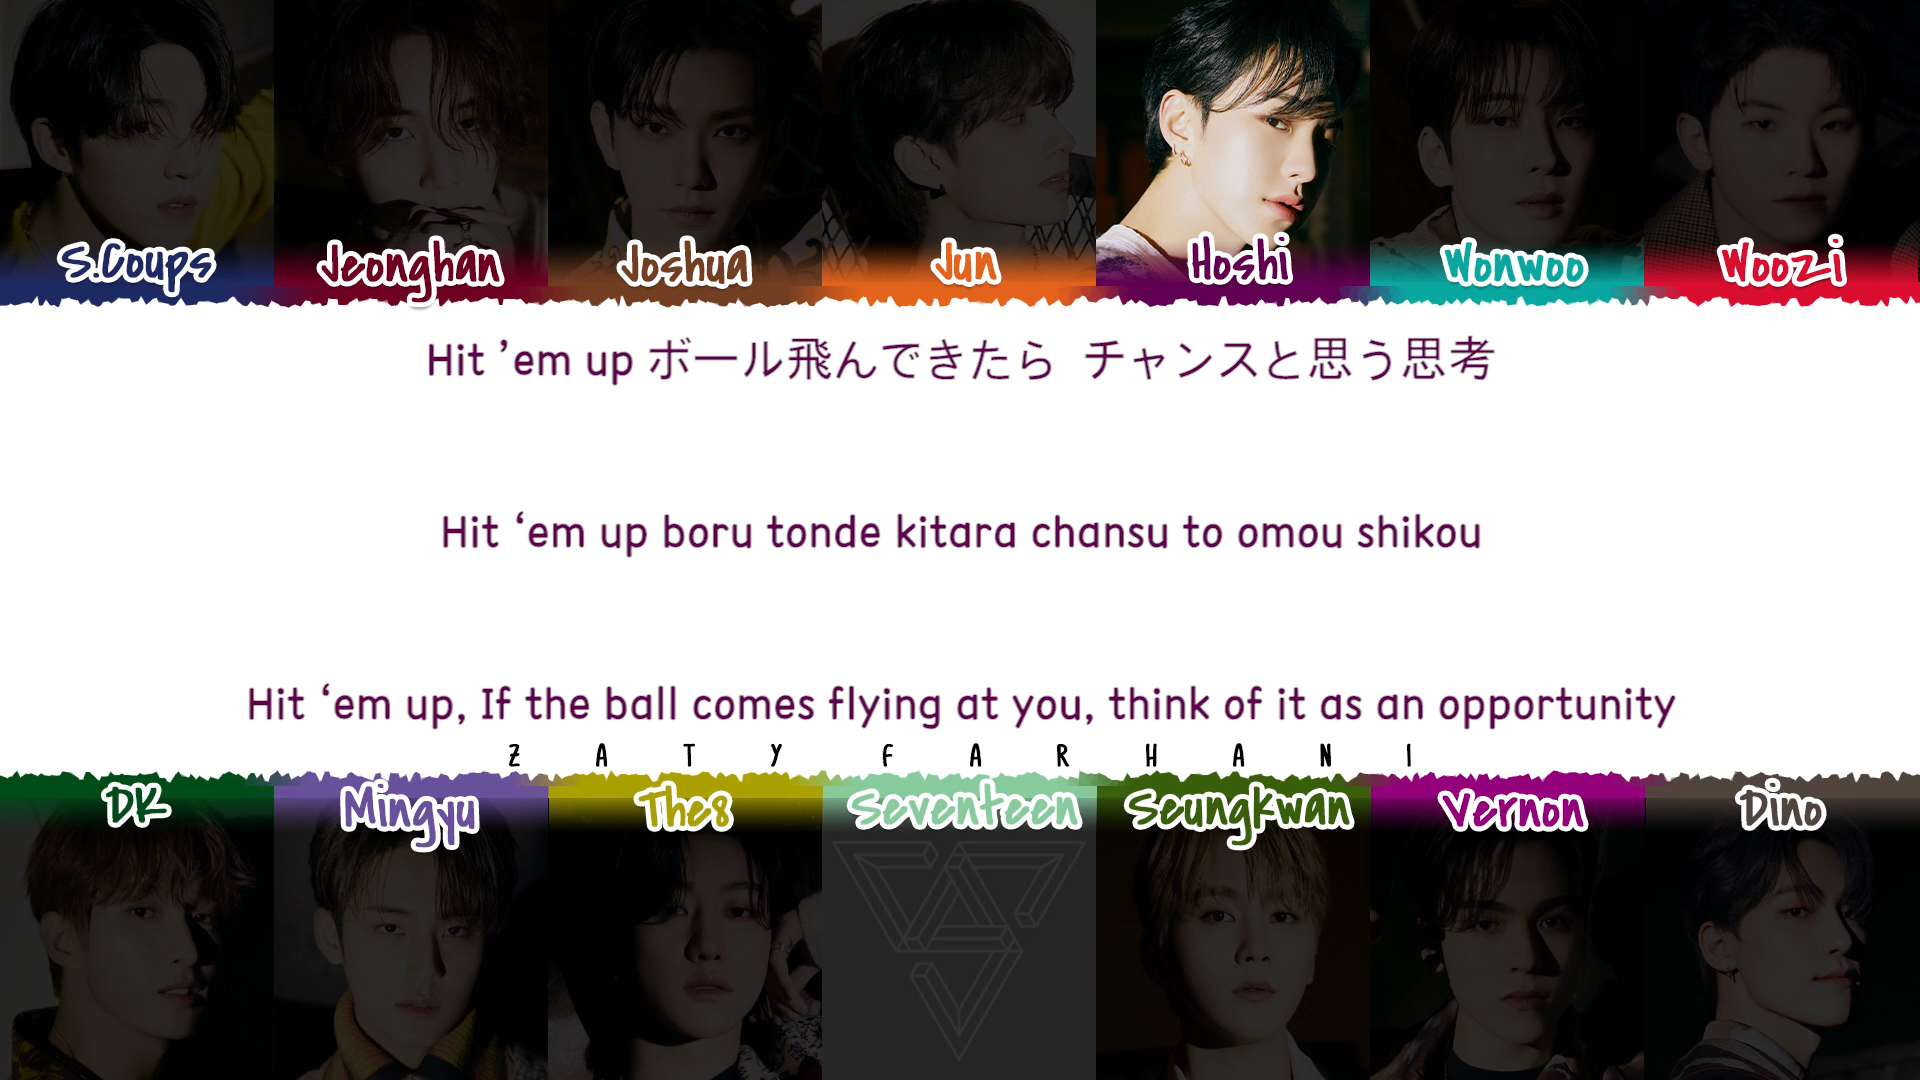 S.Coups Jeonghan Joshua Jun Hoshi Wonwoo Woozi
Hit ’em up ボール飛んできたら チャンスと思う思考
Hit ‘em up boru tonde kitara chansu to omou shikou
Hit ‘em up, If the ball comes flying at you, think of it as an opportunity
ZATY FARHANI
DK Mingyu The8 Seventeen Seungkwan Vernon Dino